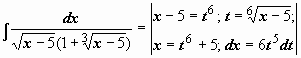 ∫ dx / (√(x−5)(1+∛(x−5))) = | x−5 = t⁶; t = ⁶√(x−5);
x = t⁶+5; dx = 6t⁵dt |